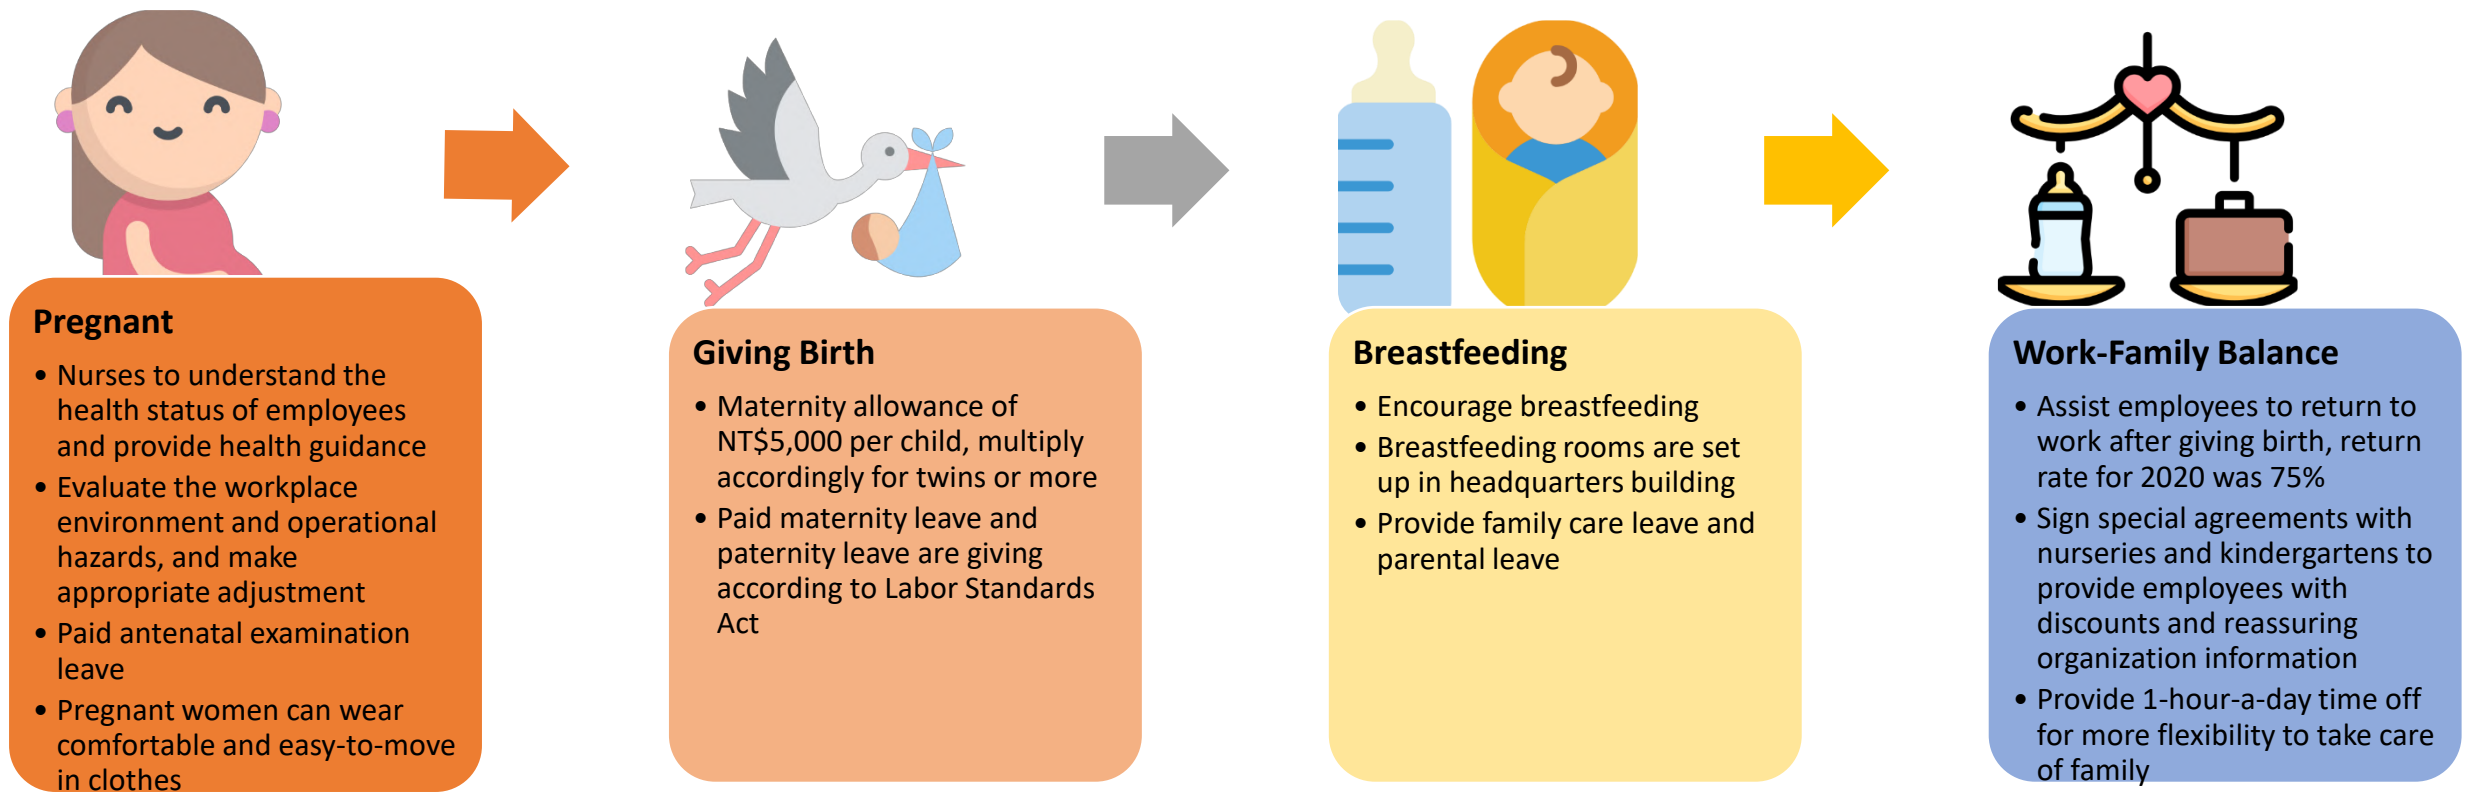 Pregnant
• Nurses to understand the
health status of employees
and provide health guidance
• Evaluate the workplace
environment and operational
hazards, and make
appropriate adjustment
• Paid antenatal examination
leave
• Pregnant women can wear
comfortable and easy-to-move
in clothes
Giving Birth
• Maternity allowance of
NT$5,000 per child, multiply
accordingly for twins or more
• Paid maternity leave and
paternity leave are giving
according to Labor Standards
Act
Breastfeeding
• Encourage breastfeeding
• Breastfeeding rooms are set
up in headquarters building
• Provide family care leave and
parental leave
Work-Family Balance
• Assist employees to return to
work after giving birth, return
rate for 2020 was 75%
• Sign special agreements with
nurseries and kindergartens to
provide employees with
discounts and reassuring
organization information
• Provide 1-hour-a-day time off
for more flexibility to take care
of family